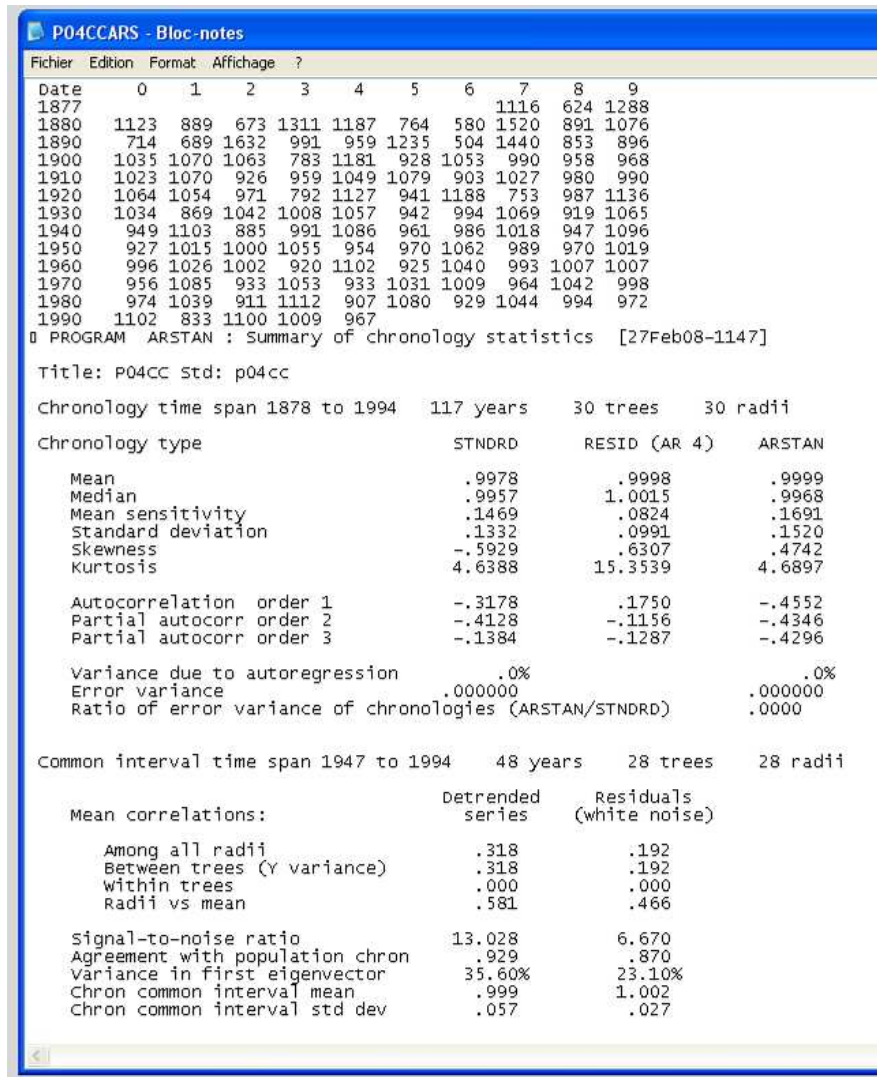 P04CCARS - Bloc-notes
Fichier Edition Format Affichage ?
Date 0 1 2 3 4 5 6 7 8 9
1877 1116 624 1288
1880 1123 889 673 1311 1187 764 580 1520 891 1076
1890 714 689 1632 991 959 1235 504 1440 853 896
1900 1035 1070 1063 783 1181 928 1053 990 958 968
1910 1023 1070 926 959 1049 1079 903 1027 980 990
1920 1064 1054 971 792 1127 941 1188 753 987 1136
1930 1034 869 1042 1008 1057 942 994 1069 919 1065
1940 949 1103 885 991 1086 961 986 1018 947 1096
1950 927 1015 1000 1055 954 970 1062 989 970 1019
1960 996 1026 1002 920 1102 925 1040 993 1007 1007
1970 956 1085 933 1053 933 1031 1009 964 1042 998
1980 974 1039 911 1112 907 1080 929 1044 994 972
1990 1102 833 1100 1009 967
PROGRAM ARSTAN : Summary of chronology statistics [27Feb08-1147]
Title: P04CC Std: p04cc
Chronology time span 1878 to 1994 117 years 30 trees 30 radii
Chronology type STNDRD RESID (AR 4) ARSTAN
Mean .9978 .9998 .9999
Median .9957 1.0015 .9968
Mean sensitivity .1469 .0824 .1691
Standard deviation .1332 .0991 .1520
Skewness -.5929 .6307 .4742
Kurtosis 4.6388 15.3539 4.6897
Autocorrelation order 1 -.3178 .1750 -.4552
Partial autocorr order 2 -.4128 -.1156 -.4346
Partial autocorr order 3 -.1384 -.1287 -.4296
Variance due to autoregression .0% .0%
Error variance .000000 .000000
Ratio of error variance of chronologies (ARSTAN/STNDRD) .0000
Common interval time span 1947 to 1994 48 years 28 trees 28 radii
Detrended Residuals
Mean correlations: series (white noise)
Among all radii .318 .192
Between trees (Y variance) .318 .192
Within trees .000 .000
Radii vs mean .581 .466
Signal-to-noise ratio 13.028 6.670
Agreement with population chron .929 .870
Variance in first eigenvector 35.60% 23.10%
Chron common interval mean .999 1.002
Chron common interval std dev .057 .027